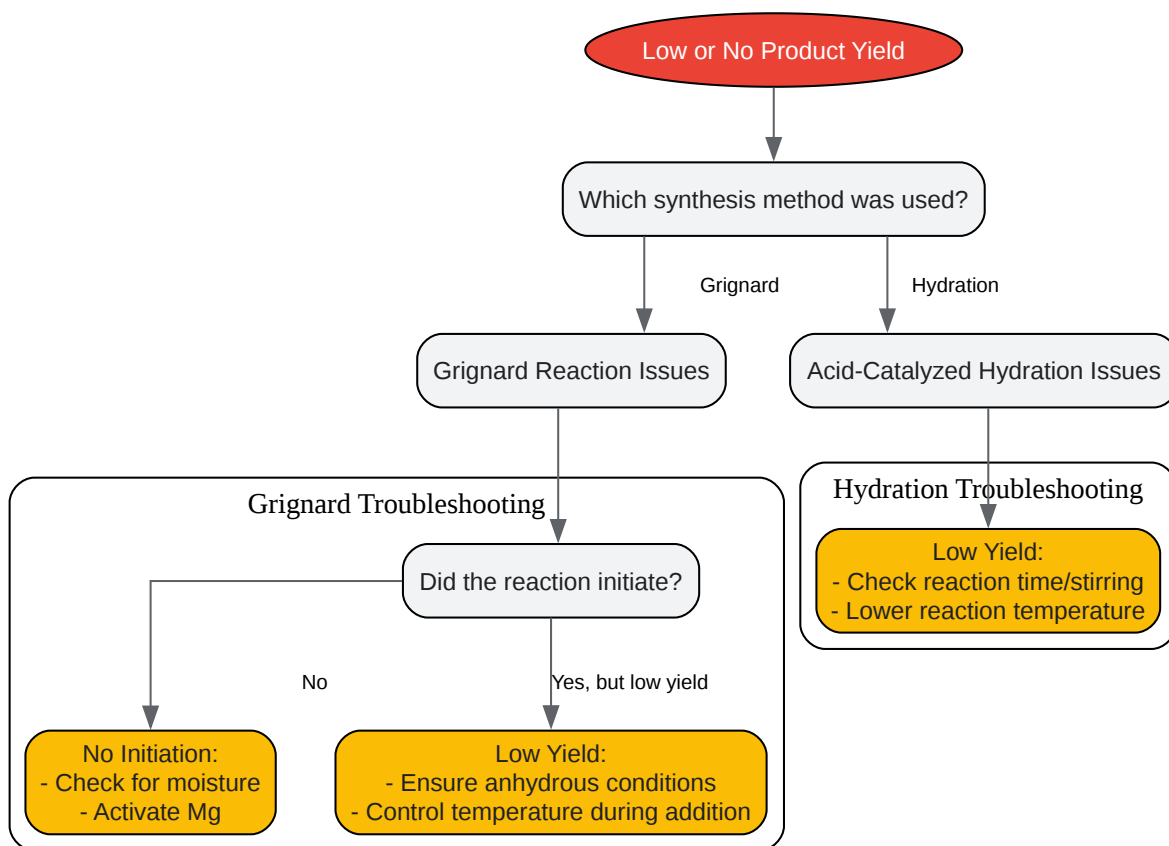 Low or No Product Yield
Which synthesis method was used?
Grignard
Hydration
Grignard Reaction Issues
Acid-Catalyzed Hydration Issues
Grignard Troubleshooting
Hydration Troubleshooting
Low Yield:
- Check reaction time/stirring
- Lower reaction temperature
Did the reaction initiate?
No
Yes, but low yield
No Initiation:
- Check for moisture
- Activate Mg
Low Yield:
- Ensure anhydrous conditions
- Control temperature during addition